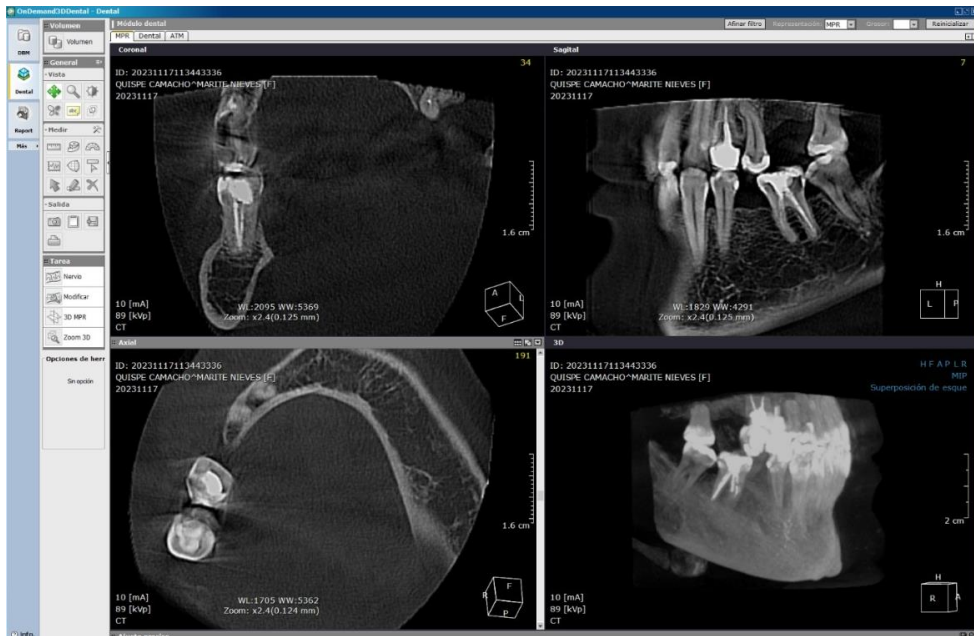 OnDemand3DDental - Dental
DBM
Dental
Report
Más
Volumen
Volumen
General
Vista
Medir
Salida
Tarea
Nervio
Modificar
3D MPR
Zoom 3D
Opciones de herr
Sin opción
Info
Módulo dental
Afinar filtro
Representación:
MPR
Grosor:
Reinicializar
MPR
Dental
ATM
Coronal
34
ID: 20231117113443336
QUISPE CAMACHO^MARITE NIEVES [F]
20231117
1.6 cm
10 [mA]
89 [kVp]
CT
WL:2095 WW:5369
Zoom: x2.4(0.125 mm)
A
L
F
Sagital
7
ID: 20231117113443336
QUISPE CAMACHO^MARITE NIEVES [F]
20231117
1.6 cm
10 [mA]
89 [kVp]
CT
WL:1829 WW:4291
Zoom: x2.4(0.125 mm)
H
L
P
Axial
191
ID: 20231117113443336
QUISPE CAMACHO^MARITE NIEVES [F]
20231117
1.6 cm
10 [mA]
89 [kVp]
CT
WL:1705 WW:5362
Zoom: x2.4(0.124 mm)
R
F
P
3D
ID: 20231117113443336
QUISPE CAMACHO^MARITE NIEVES [F]
20231117
H F A P L R
MIP
Superposición de esque
2 cm
10 [mA]
89 [kVp]
CT
H
R
A